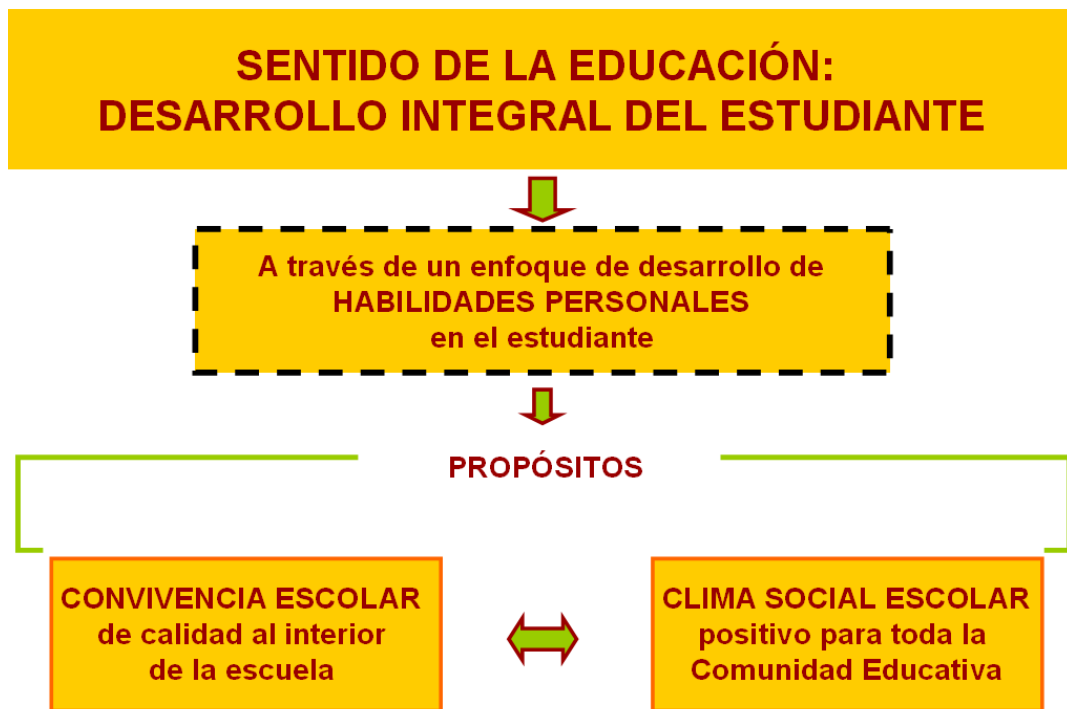 SENTIDO DE LA EDUCACIÓN:
DESARROLLO INTEGRAL DEL ESTUDIANTE
A través de un enfoque de desarrollo de
HABILIDADES PERSONALES
en el estudiante
PROPÓSITOS
CONVIVENCIA ESCOLAR
de calidad al interior
de la escuela
CLIMA SOCIAL ESCOLAR
positivo para toda la
Comunidad Educativa